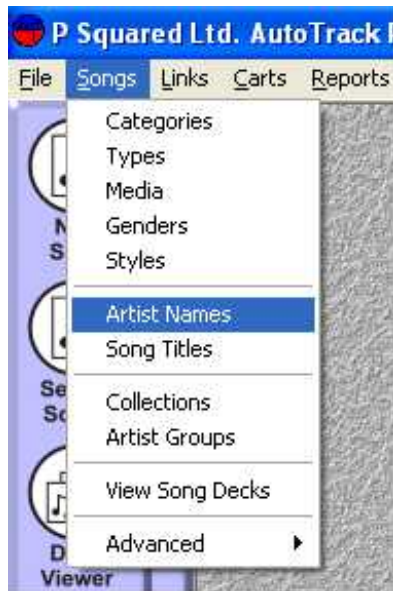 P Squared Ltd. AutoTrack
File Songs Links Carts Reports
Categories
Types
Media
Genders
Styles
Artist Names
Song Titles
Collections
Artist Groups
View Song Decks
Advanced
Viewer